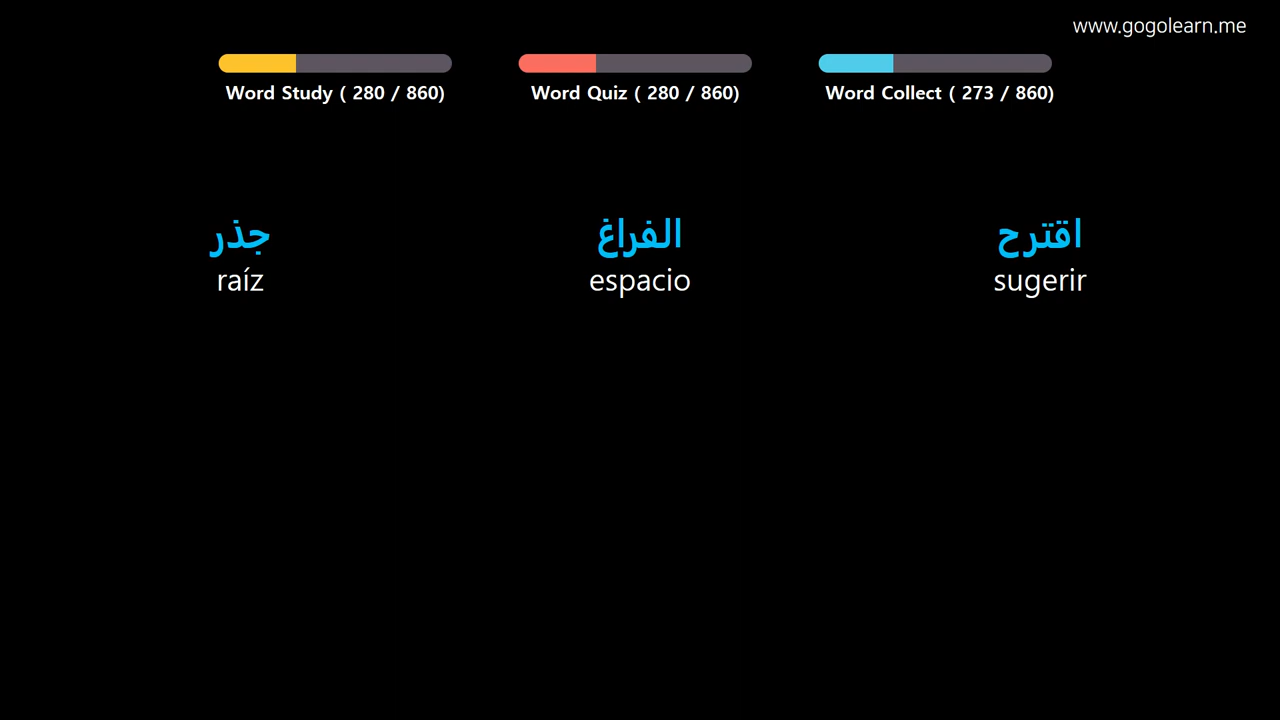 www.gogolearn.me
Word Study ( 280 / 860)
Word Quiz ( 280 / 860)
Word Collect ( 273 / 860)
جذر
raíz
الفراغ
espacio
اقترح
sugerir